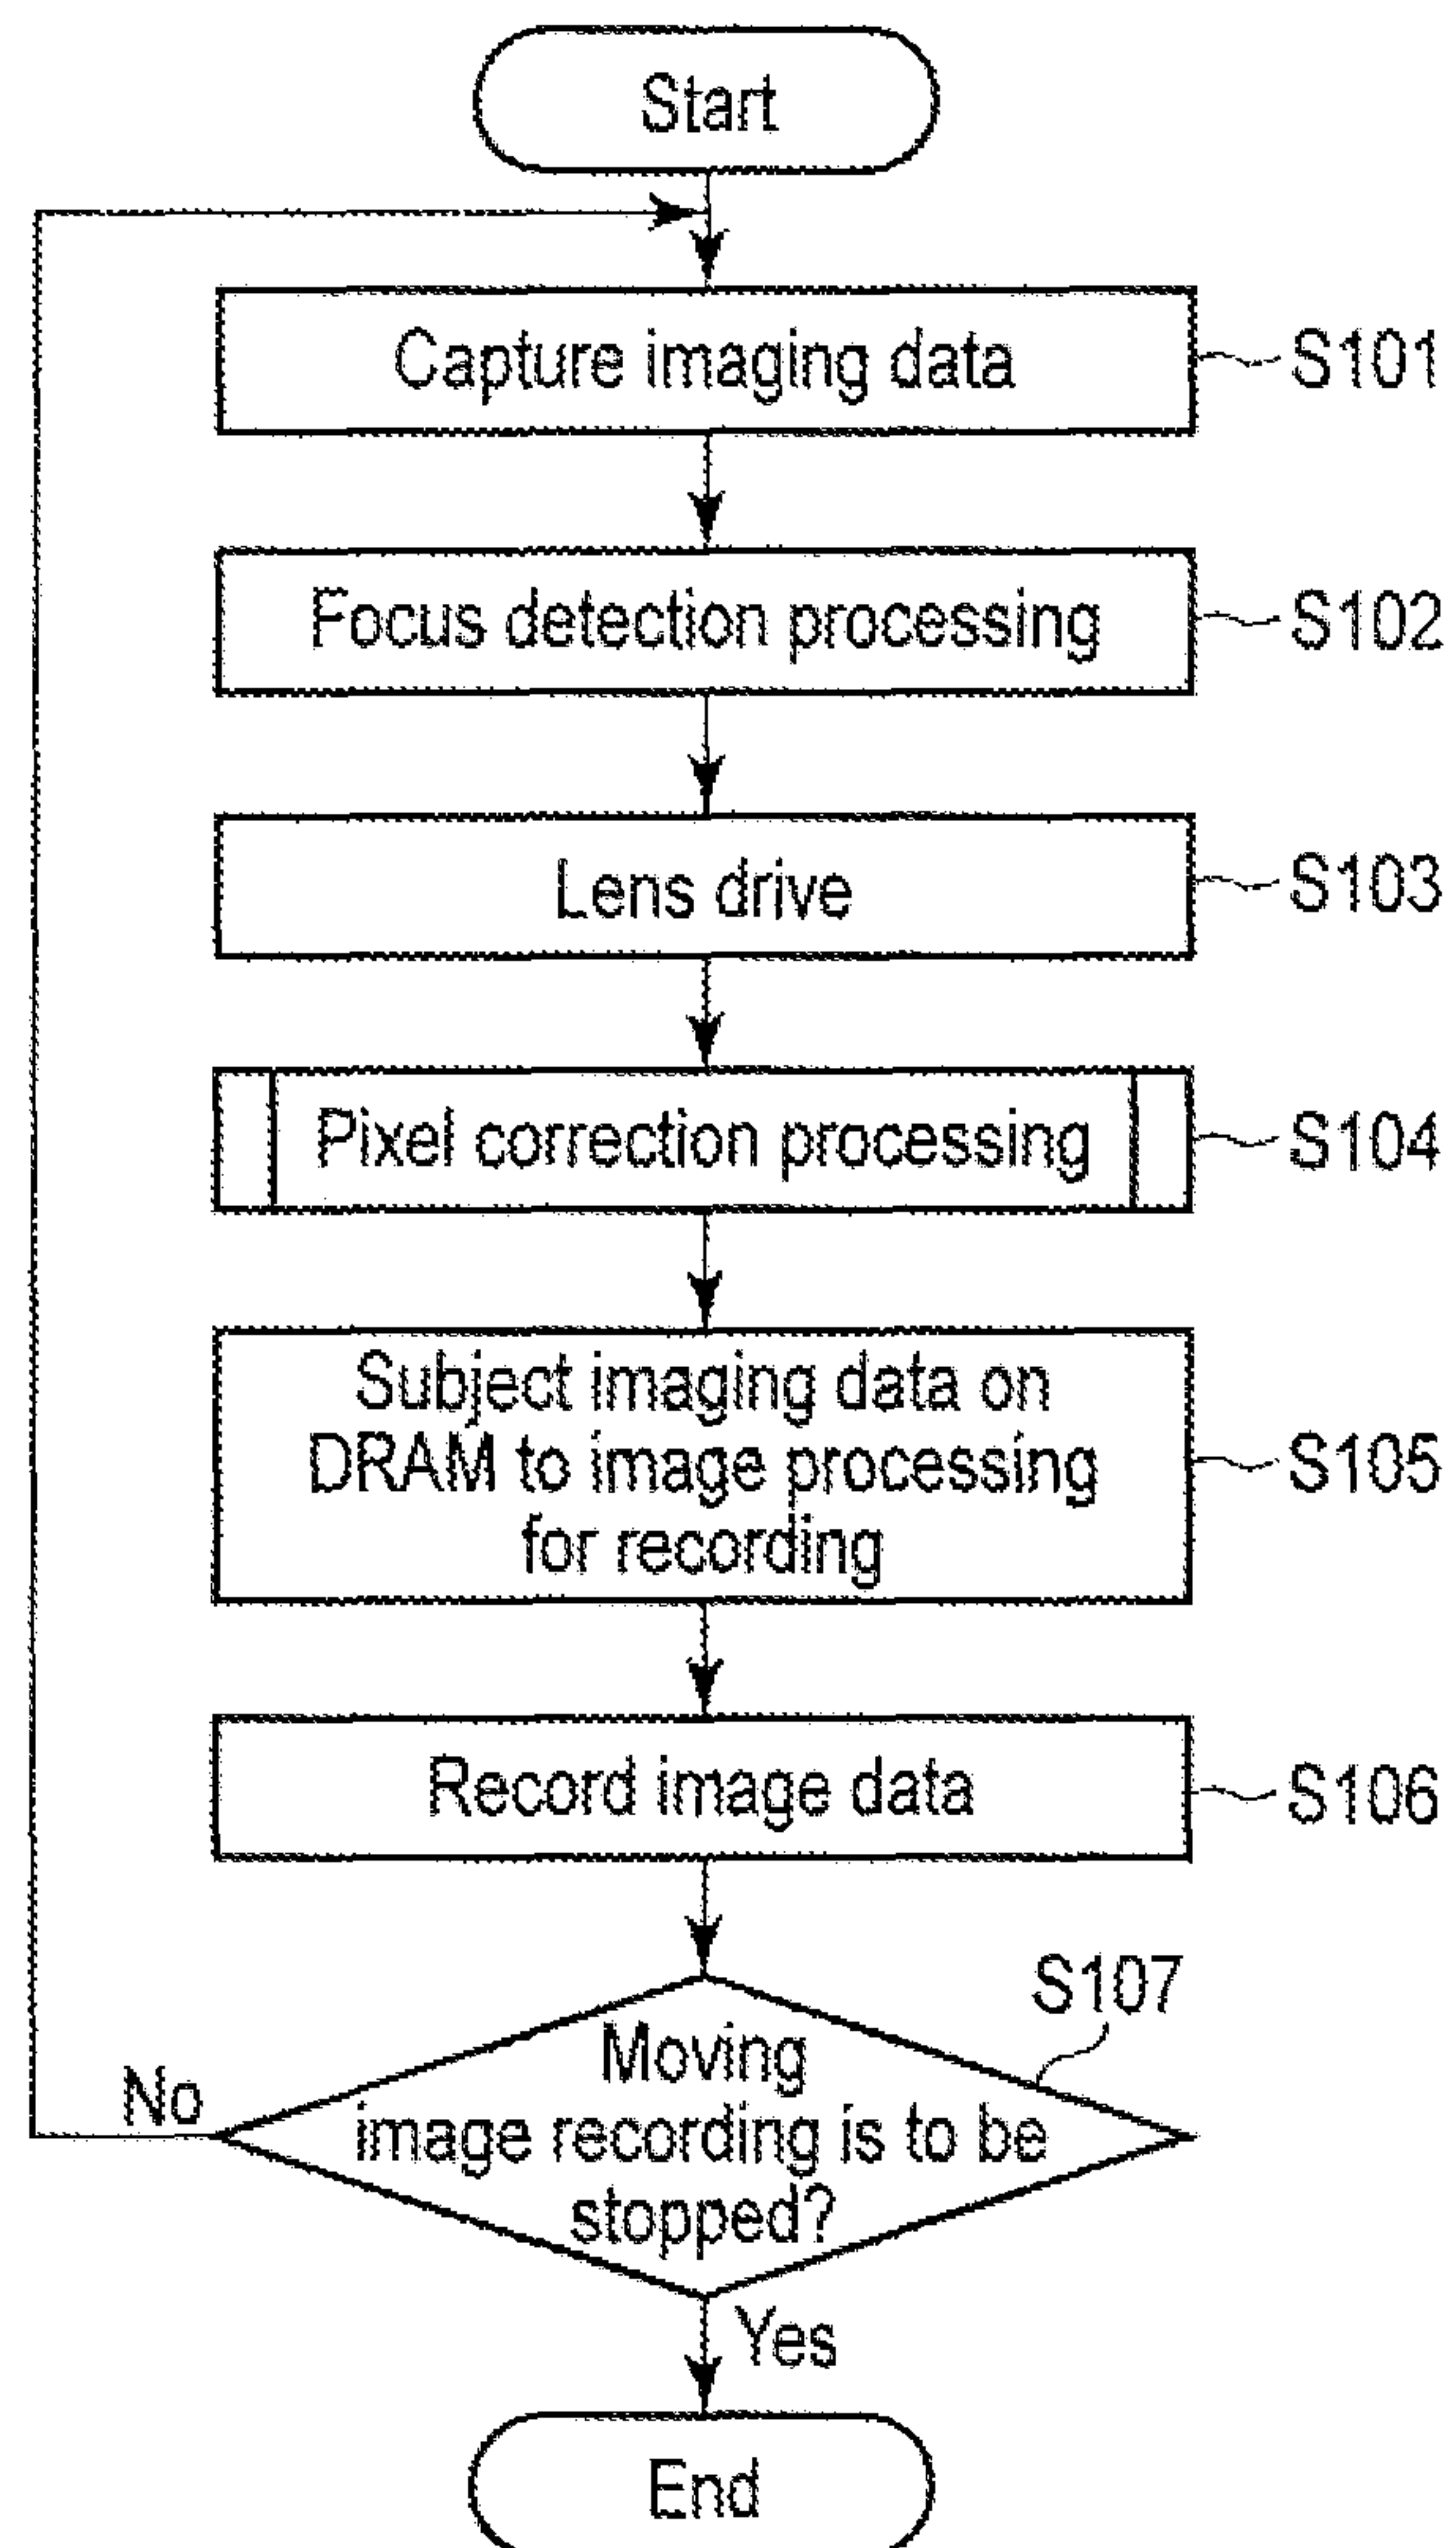 Start
Capture imaging data
S101
Focus detection processing
S102
Lens drive
S103
Pixel correction processing
S104
Subject imaging data on
DRAM to image processing
for recording
S105
Record image data
S106
S107
Moving
image recording is to be
stopped?
No
Yes
End